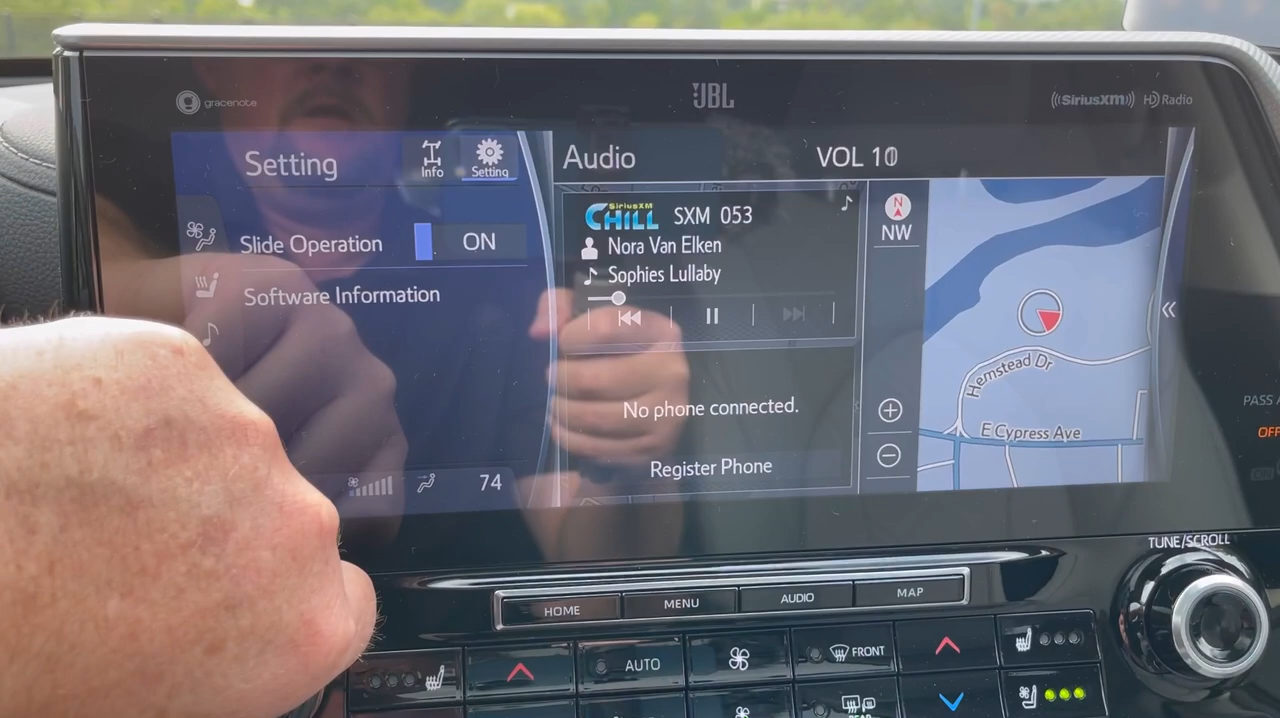 gracenote
JBL
((SiriusXM))
HD Radio
Setting
Info
Setting
Slide Operation
ON
Software Information
74
Audio
VOL 10
SiriusXM
CHILL
SXM 053
Nora Van Elken
Sophies Lullaby
No phone connected.
Register Phone
N
NW
Hemstead Dr
E Cypress Ave
PASS
OFF
TUNE/SCROLL
HOME
MENU
AUDIO
MAP
AUTO
FRONT
REAR